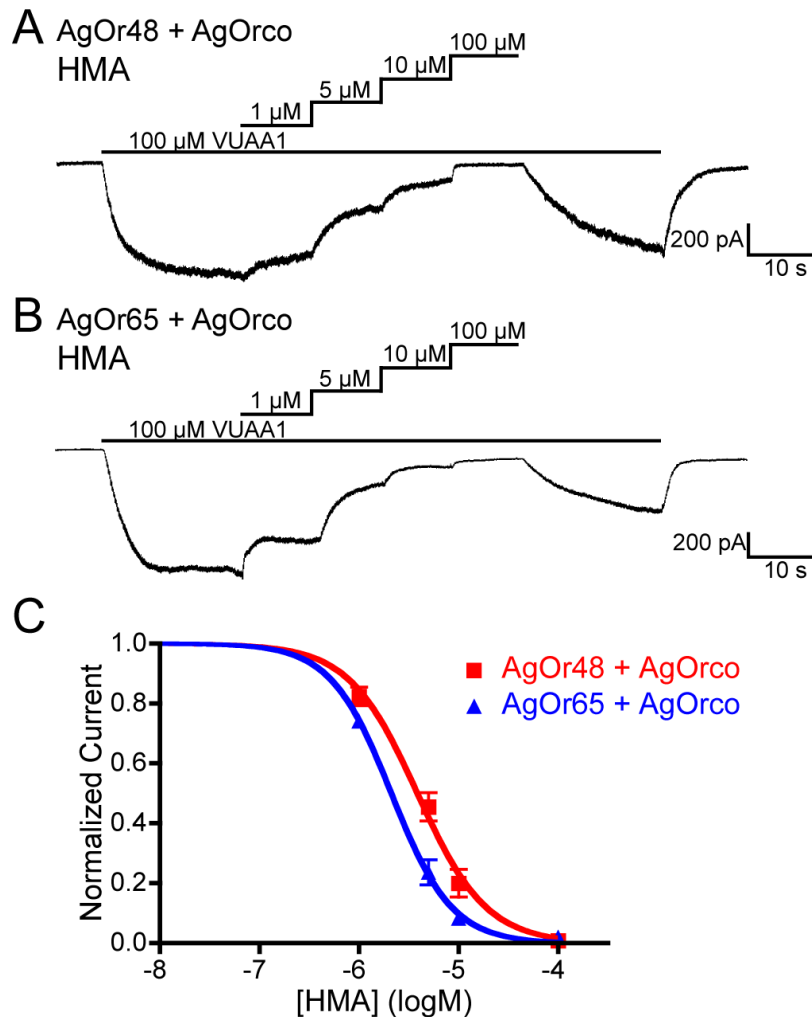 A AgOr48 + AgOrco
HMA
100 µM
10 µM
5 µM
1 µM
100 µM VUAA1
200 pA
10 s
B AgOr65 + AgOrco
HMA
100 µM
10 µM
5 µM
1 µM
100 µM VUAA1
200 pA
10 s
C
Normalized Current
1.0
0.8
0.6
0.4
0.2
0.0
AgOr48 + AgOrco
AgOr65 + AgOrco
-8 -7 -6 -5 -4
[HMA] (logM)